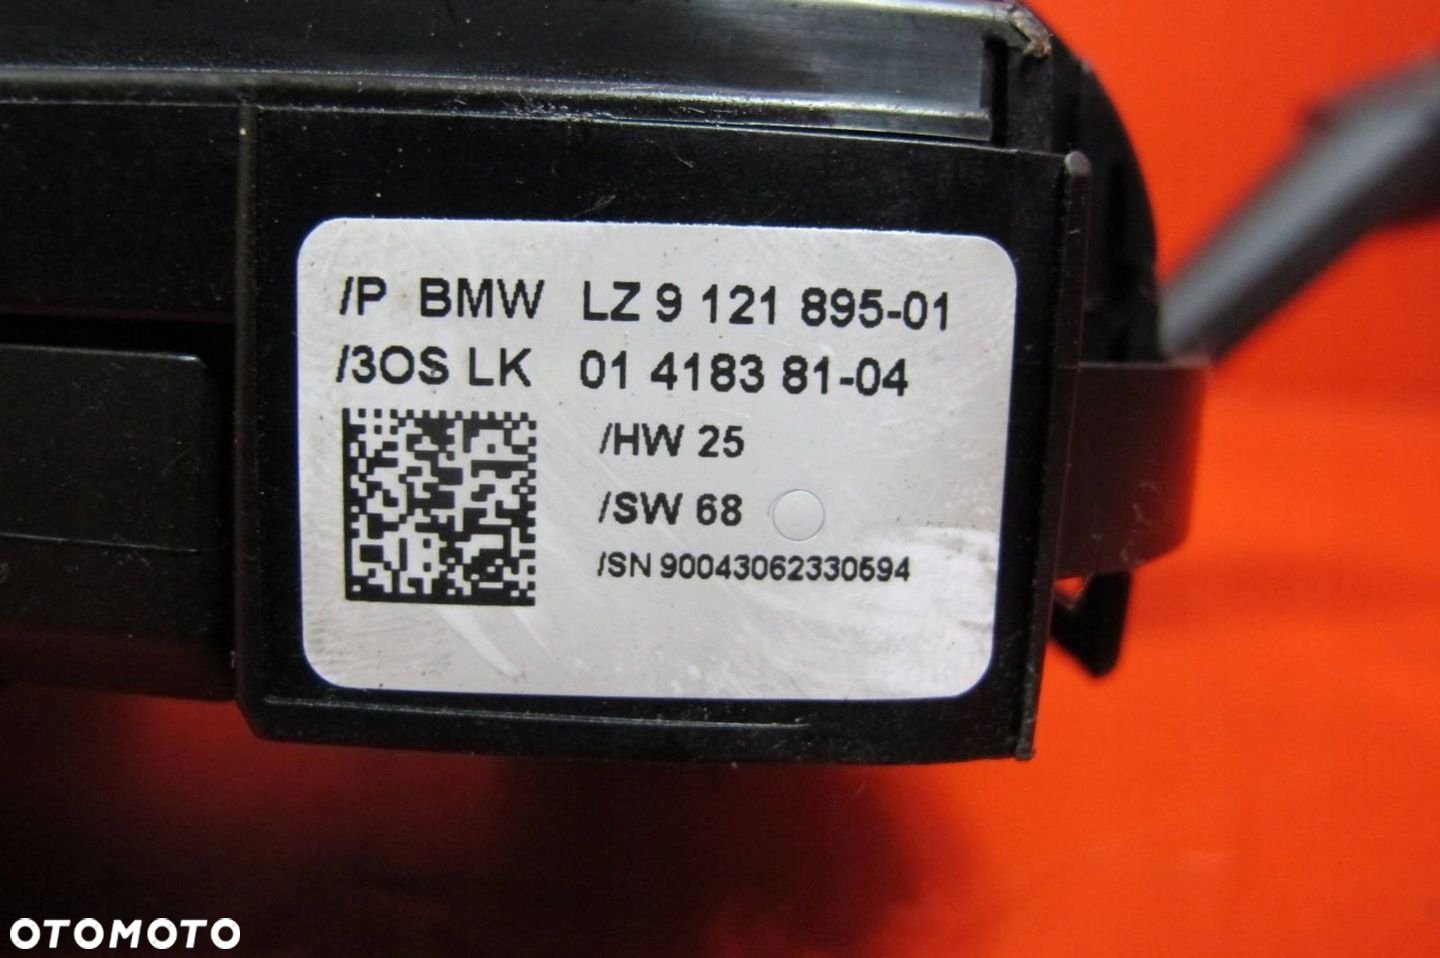 /P BMW LZ 9 121 895-01
/3OS LK 01 4183 81-04
/HW 25
/SW 68
/SN 90043062330594
OTOMOTO